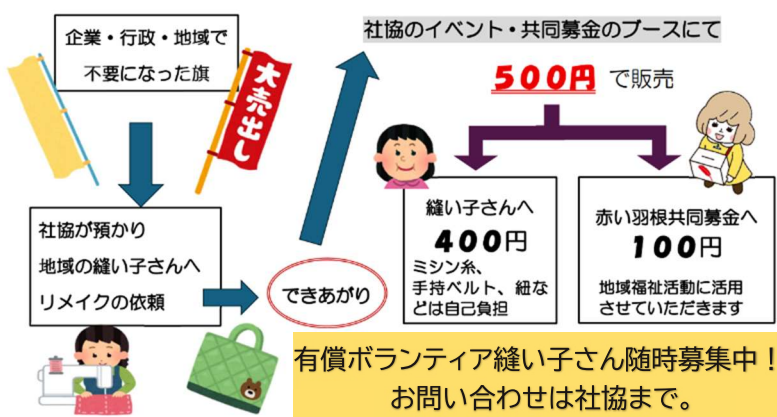 企業・行政・地域で
不要になった旗
大売出し
社協が預かり
地域の縫い子さんへ
リメイクの依頼
できあがり
社協のイベント・共同募金のブースにて
500円 で販売
縫い子さんへ
400円
ミシン糸、
手持ベルト、紐な
どは自己負担
赤い羽根共同募金へ
100円
地域福祉活動に活用
させていただきます
有償ボランティア縫い子さん随時募集中！
お問い合わせは社協まで。